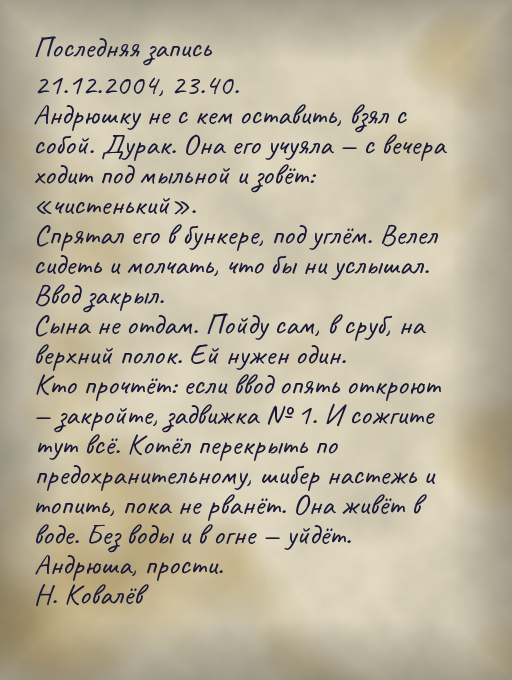 Последняя запись
21.12.2004, 23.40.
Андрюшку не с кем оставить, взял с
собой. Дурак. Она его учуяла — с вечера
ходит под мыльной и зовёт:
«чистенький».
Спрятал его в бункере, под углём. Велел
сидеть и молчать, что бы ни услышал.
Ввод закрыл.
Сына не отдам. Пойду сам, в сруб, на
верхний полок. Ей нужен один.
Кто прочтёт: если ввод опять откроют
— закройте, задвижка № 1. И сожгите
тут всё. Котёл перекрыть по
предохранительному, шибер настежь и
топить, пока не рванёт. Она живёт в
воде. Без воды и в огне — уйдёт.
Андрюша, прости.
Н. Ковалёв